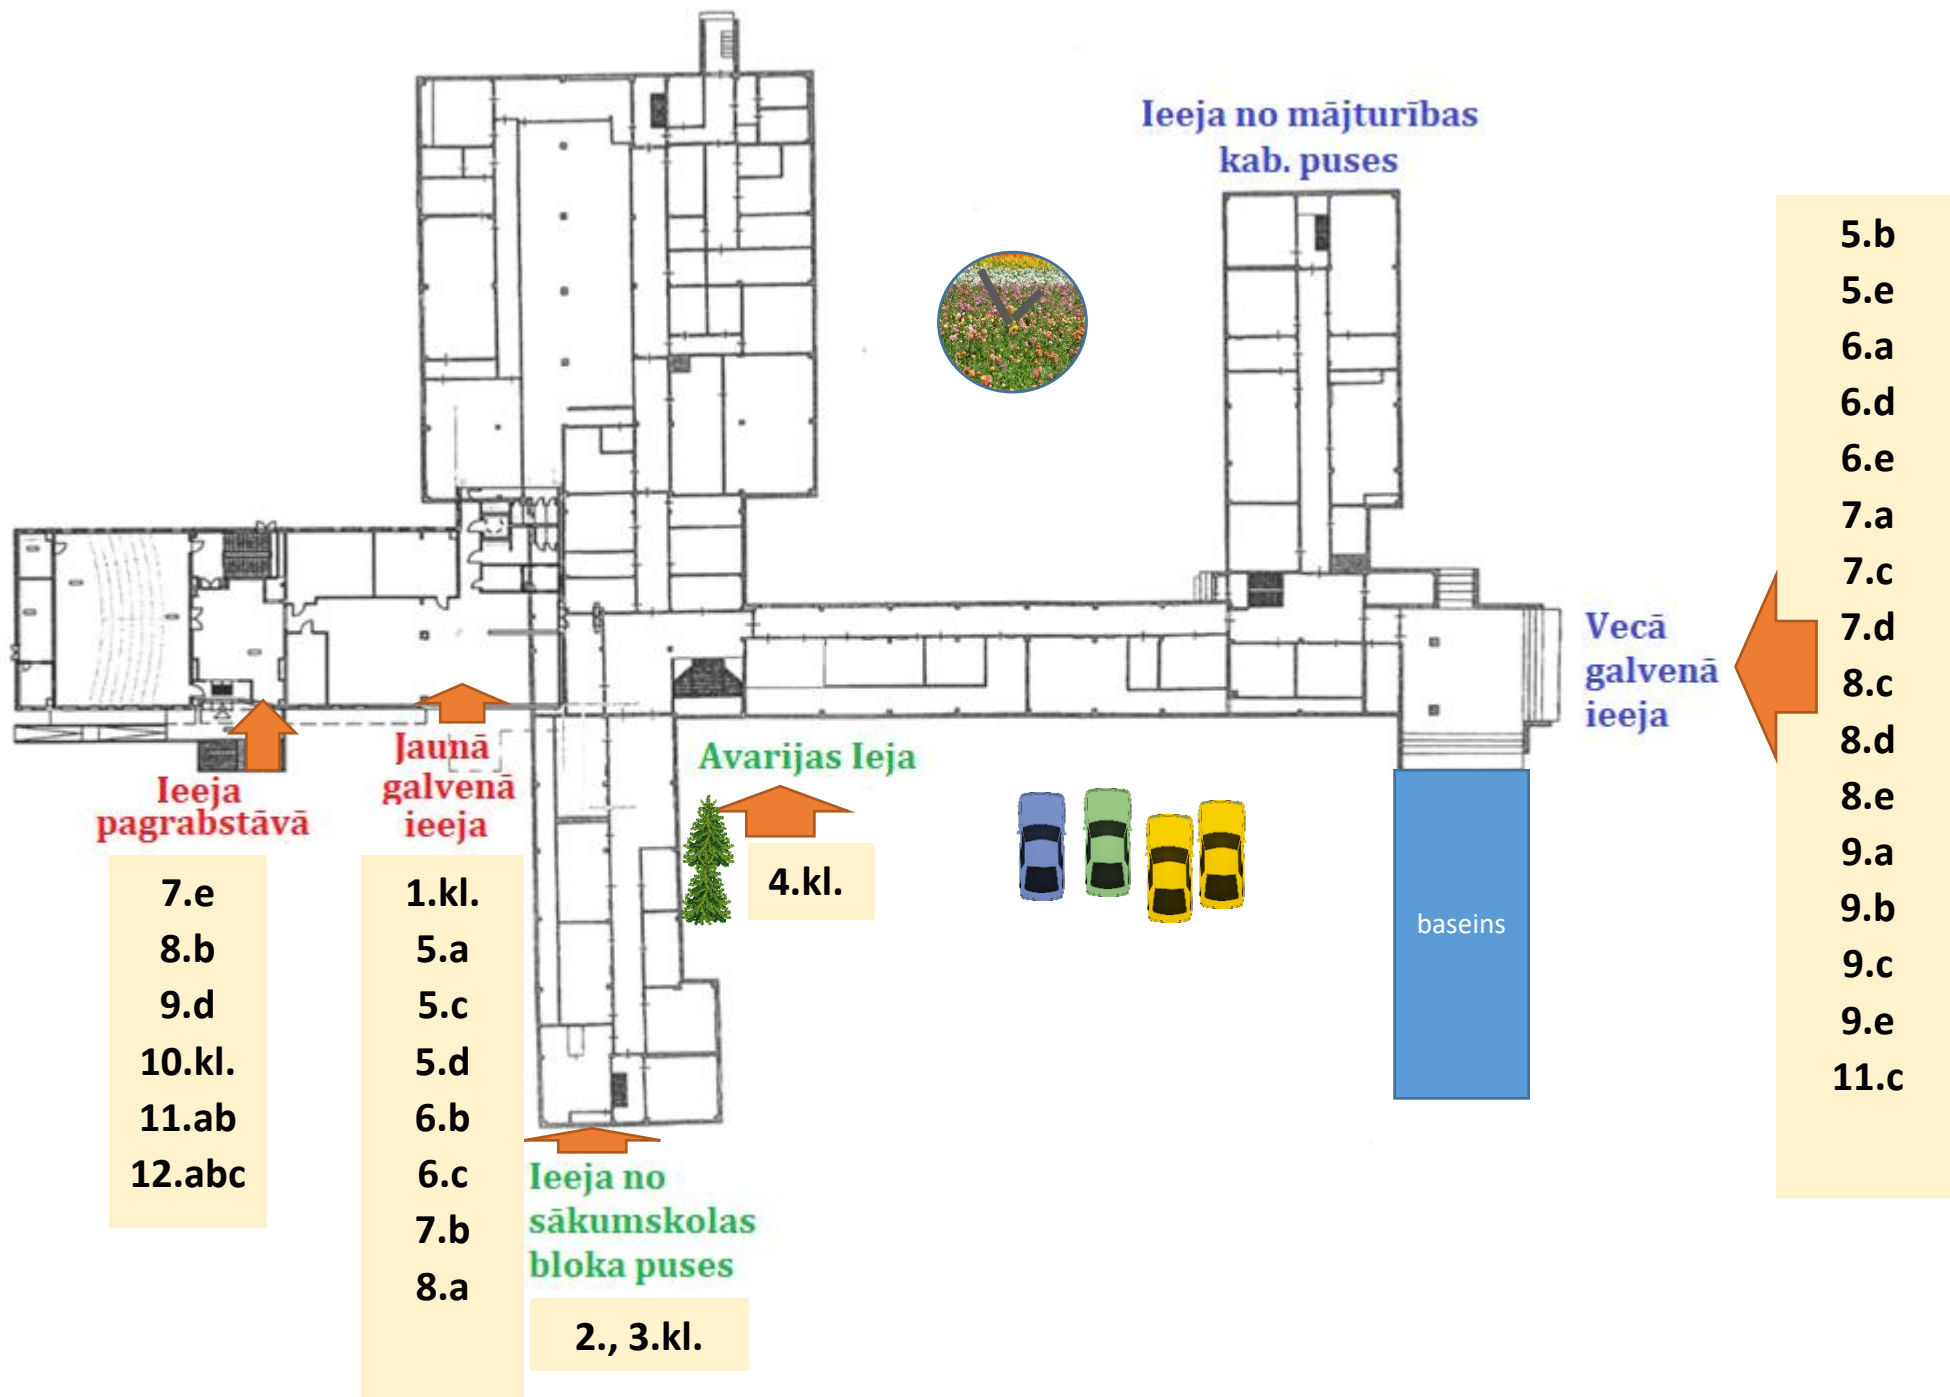 Ieeja no mājturības
kab. puses
5.b
5.e
6.a
6.d
6.e
7.a
7.c
7.d
8.c
8.d
8.e
9.a
9.b
9.c
9.e
11.c
Vecā
galvenā
ieeja
Ieeja
pagrabstāvā
7.e
8.b
9.d
10.kl.
11.ab
12.abc
Jaunā
galvenā
ieeja
1.kl.
5.a
5.c
5.d
6.b
6.c
7.b
8.a
Avarijas Ieja
4.kl.
baseins
Ieeja no
sākumskolas
bloka puses
2., 3.kl.